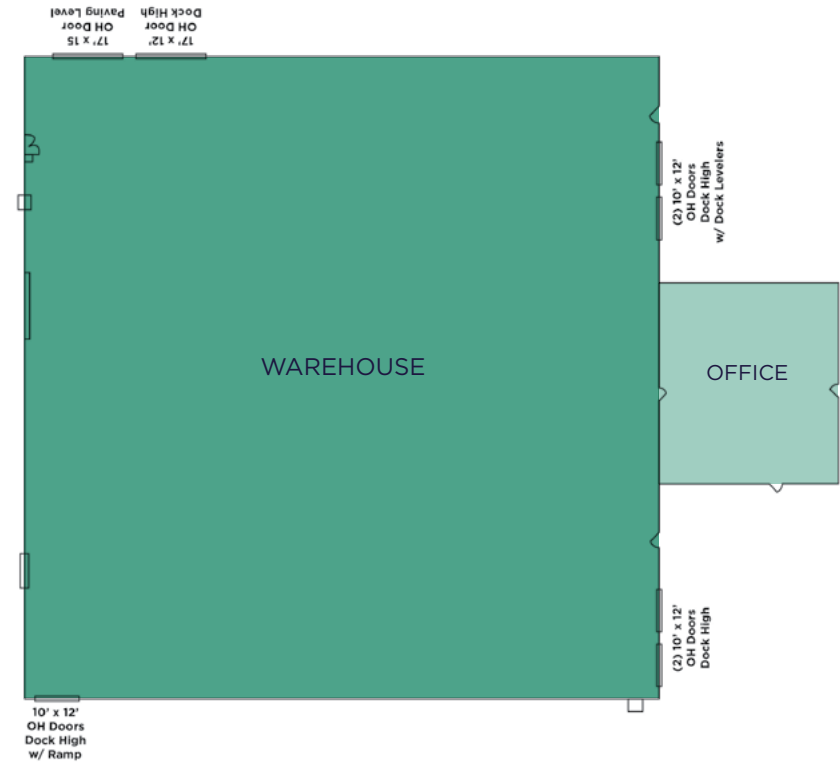 17' x 15
OH Door
Paving Level
17' x 12'
OH Door
Dock High
(2) 10' x 12'
OH Doors
Dock High
w/ Dock Levelers
WAREHOUSE
OFFICE
(2) 10' x 12'
OH Doors
Dock High
10' x 12'
OH Doors
Dock High
w/ Ramp